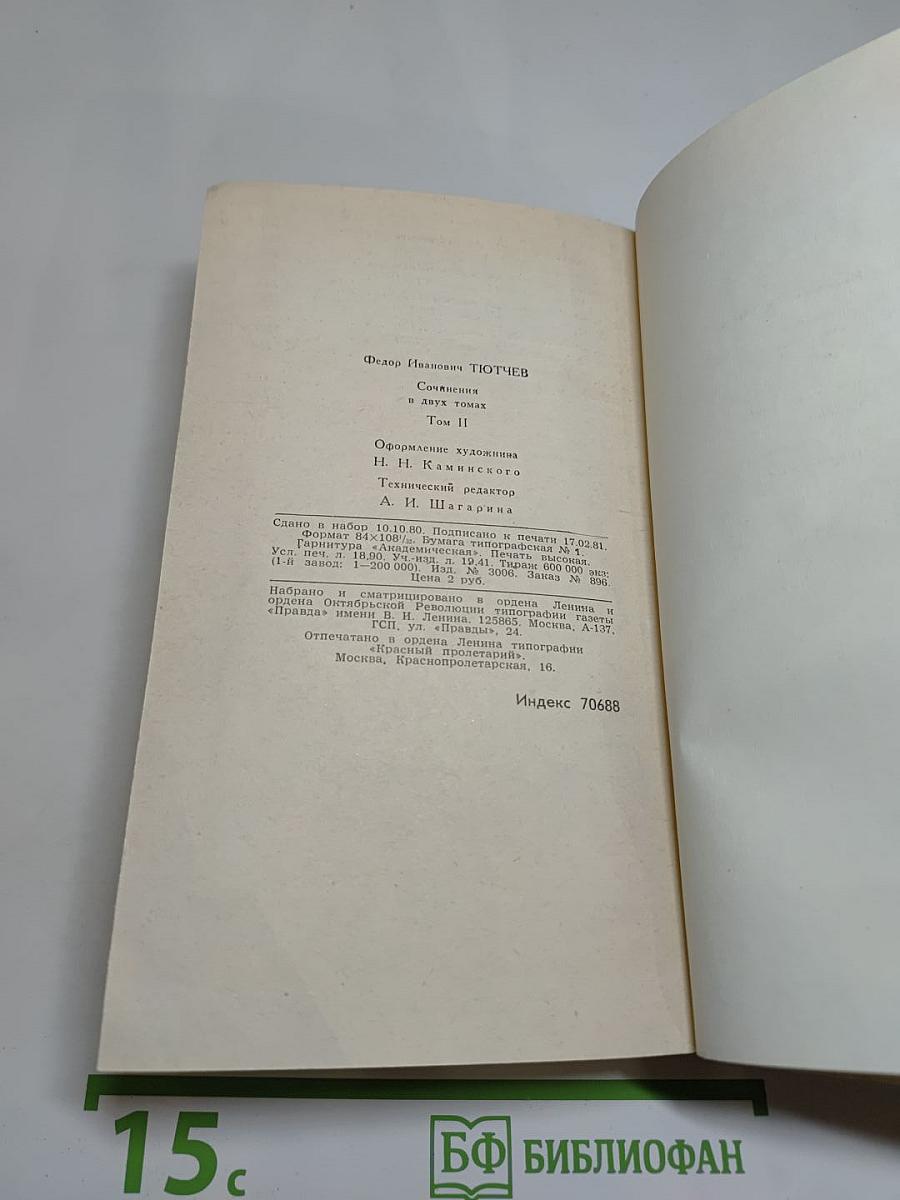 Федор Иванович ТЮТЧЕВ
Сочинения
в двух томах
Том II
Оформление художника
Н. Н. Каминского
Технический редактор
А. И. Шагарина
Сдано в набор 10.10.80. Подписано к печати 17.02.81.
Формат 84×108¹/₃₂. Бумага типографская № 1.
Гарнитура «Академическая». Печать высокая.
Усл. печ. л. 18,90. Уч.-изд. л. 19,41. Тираж 600 000 экз:
(1-й завод: 1—200 000). Изд. № 3006. Заказ № 896.
Цена 2 руб.
Набрано и сматрицировано в ордена Ленина и
ордена Октябрьской Революции типографии газеты
«Правда» имени В. И. Ленина. 125865. Москва, А-137,
ГСП, ул. «Правды», 24.
Отпечатано в ордена Ленина типографии
«Красный пролетарий».
Москва, Краснопролетарская, 16.
Индекс 70688
15 с
БФ БИБЛИОФАН